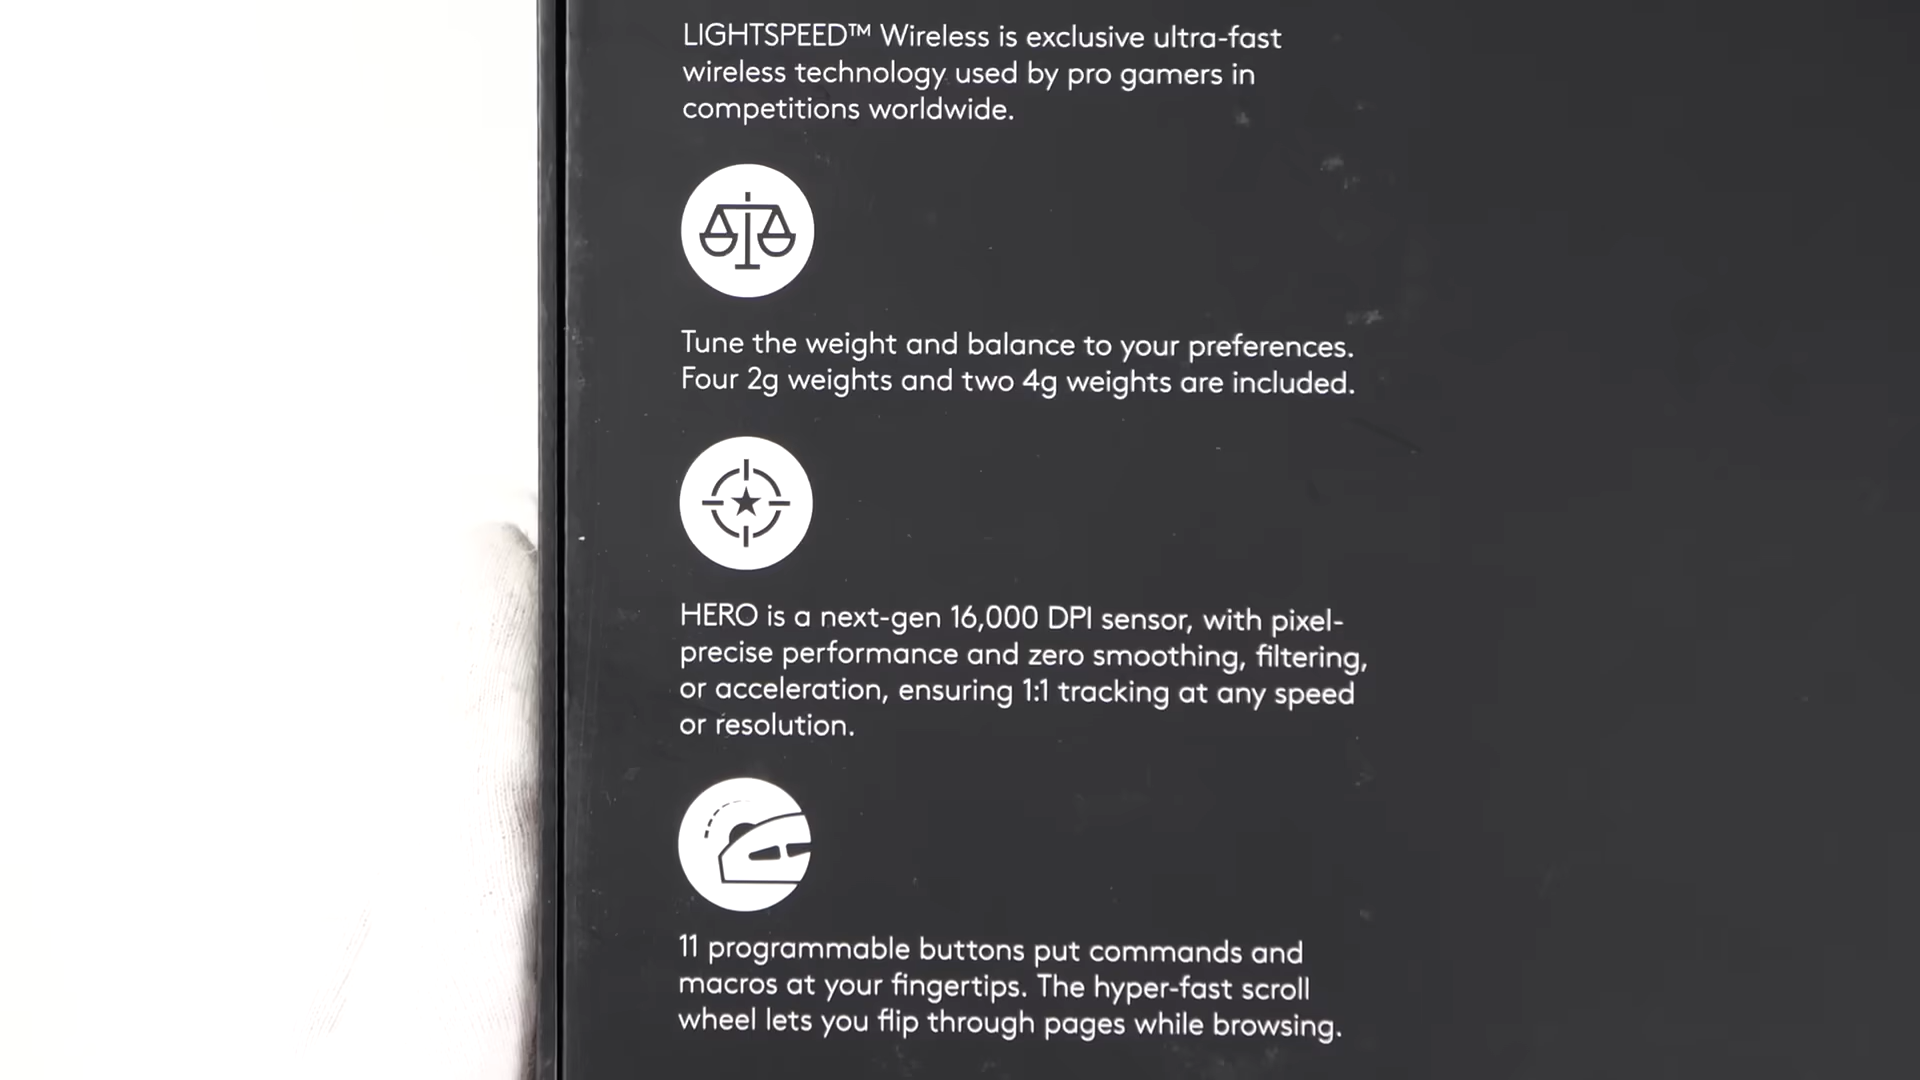 LIGHTSPEED™ Wireless is exclusive ultra-fast
wireless technology used by pro gamers in
competitions worldwide.
Tune the weight and balance to your preferences.
Four 2g weights and two 4g weights are included.
HERO is a next-gen 16,000 DPI sensor, with pixel-
precise performance and zero smoothing, filtering,
or acceleration, ensuring 1:1 tracking at any speed
or resolution.
11 programmable buttons put commands and
macros at your fingertips. The hyper-fast scroll
wheel lets you flip through pages while browsing.